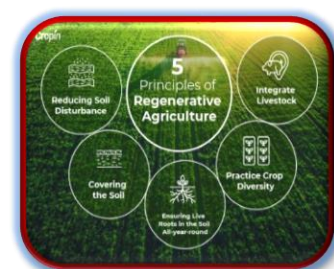 cropin
5
Principles of
Regenerative
Agriculture
Reducing Soil
Disturbance
Integrate
Livestock
Covering
the Soil
Practice Crop
Diversity
Ensuring Live
Roots in the Soil
All-year-round